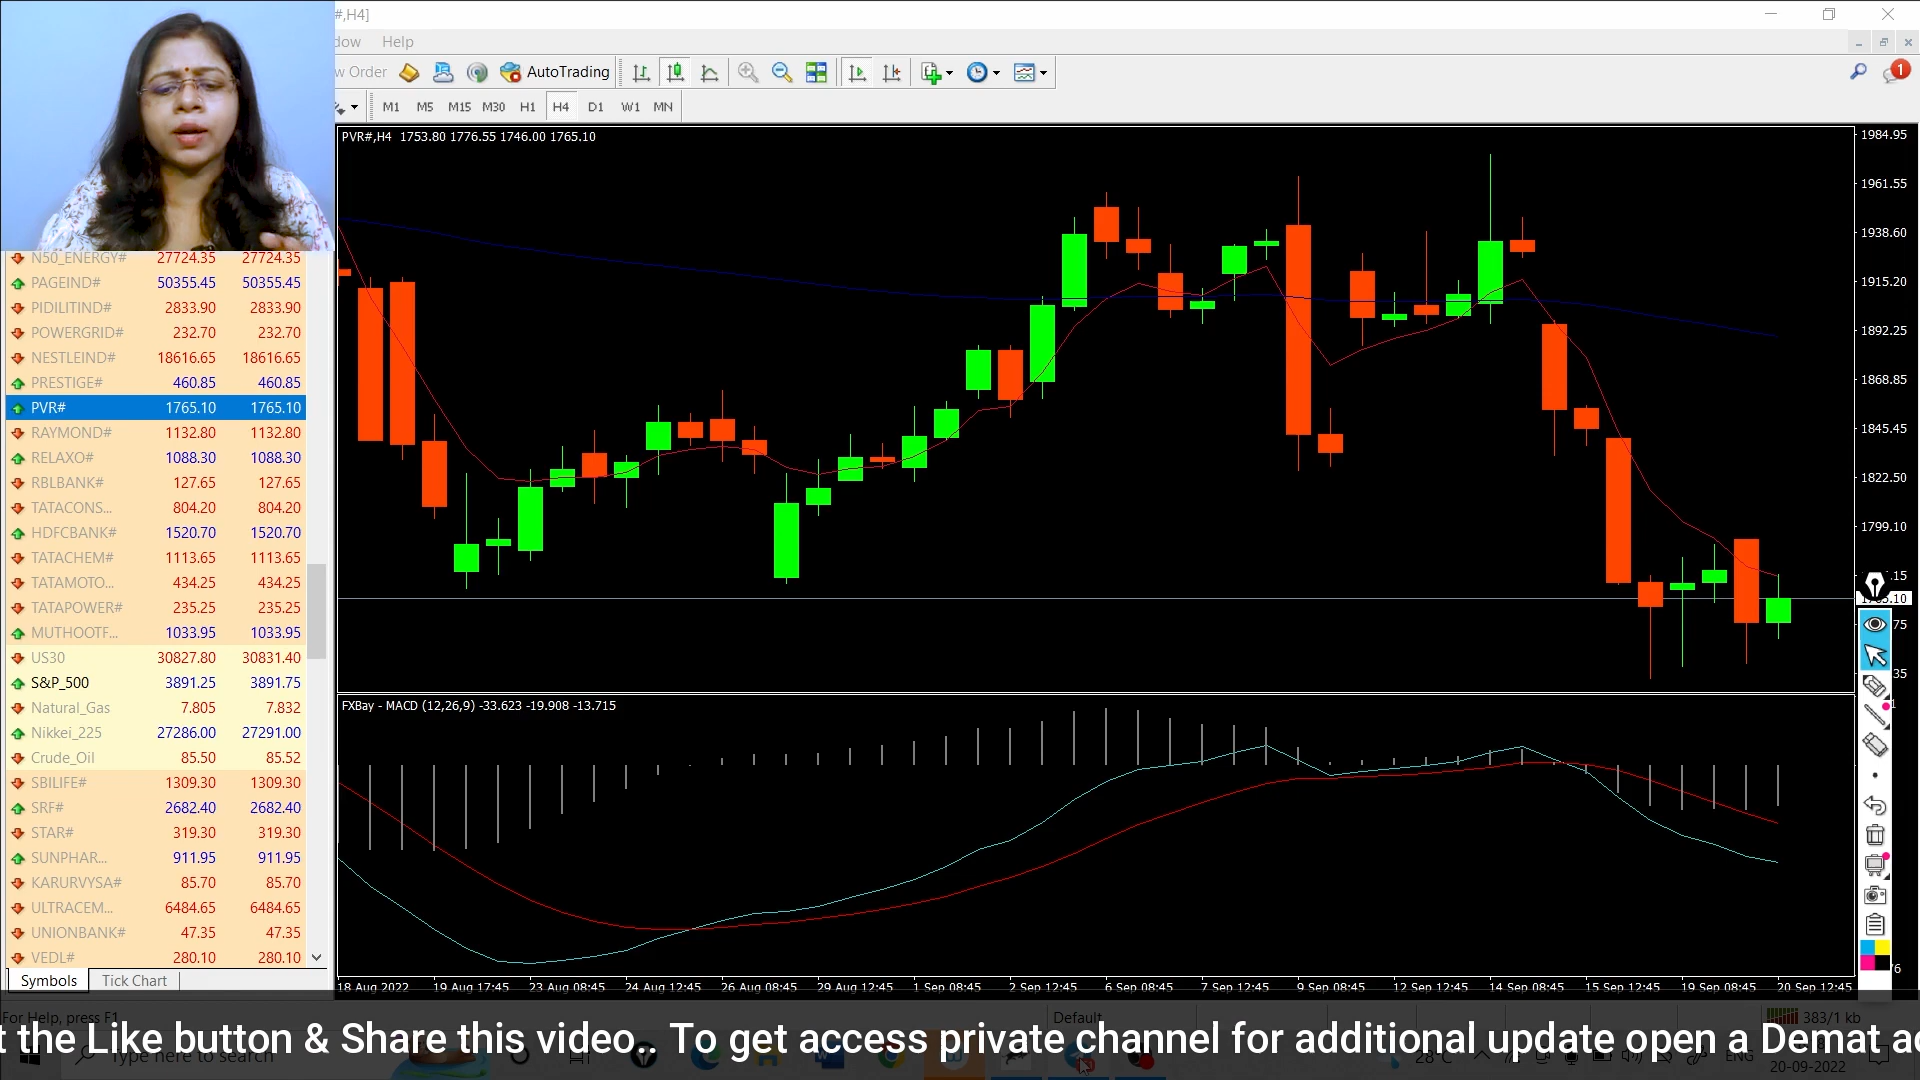 #,H4]
dow Help
w Order AutoTrading
1
M1 M5 M15 M30 H1 H4 D1 W1 MN
PVR#,H4 1753.80 1776.55 1746.00 1765.10
1984.95
1961.55
1938.60
1915.20
1892.25
1868.85
1845.45
1822.50
1799.10
.15
.10
75
35
N50_ENERGY# 27724.35 27724.35
PAGEIND# 50355.45 50355.45
PIDILITIND# 2833.90 2833.90
POWERGRID# 232.70 232.70
NESTLEIND# 18616.65 18616.65
PRESTIGE# 460.85 460.85
PVR# 1765.10 1765.10
RAYMOND# 1132.80 1132.80
RELAXO# 1088.30 1088.30
RBLBANK# 127.65 127.65
TATACONS... 804.20 804.20
HDFCBANK# 1520.70 1520.70
TATACHEM# 1113.65 1113.65
TATAMOTO... 434.25 434.25
TATAPOWER# 235.25 235.25
MUTHOOTF... 1033.95 1033.95
US30 30827.80 30831.40
S&P_500 3891.25 3891.75
Natural_Gas 7.805 7.832
Nikkei_225 27286.00 27291.00
Crude_Oil 85.50 85.52
SBILIFE# 1309.30 1309.30
SRF# 2682.40 2682.40
STAR# 319.30 319.30
SUNPHAR... 911.95 911.95
KARURVYSA# 85.70 85.70
ULTRACEM... 6484.65 6484.65
UNIONBANK# 47.35 47.35
VEDL# 280.10 280.10
Symbols Tick Chart
FXBay - MACD (12,26,9) -33.623 -19.908 -13.715
18 Aug 2022 19 Aug 17:45 23 Aug 08:45 24 Aug 12:45 26 Aug 08:45 29 Aug 12:45 1 Sep 08:45 2 Sep 12:45 6 Sep 08:45 7 Sep 12:45 9 Sep 08:45 12 Sep 12:45 14 Sep 08:45 15 Sep 12:45 19 Sep 08:45 20 Sep 12:45
For Help, press F1 Default 383/1 kb
t the Like button & Share this video.. To get access private channel for additional update open a Demat a
Type here to search 28°C ENG
20-09-2022